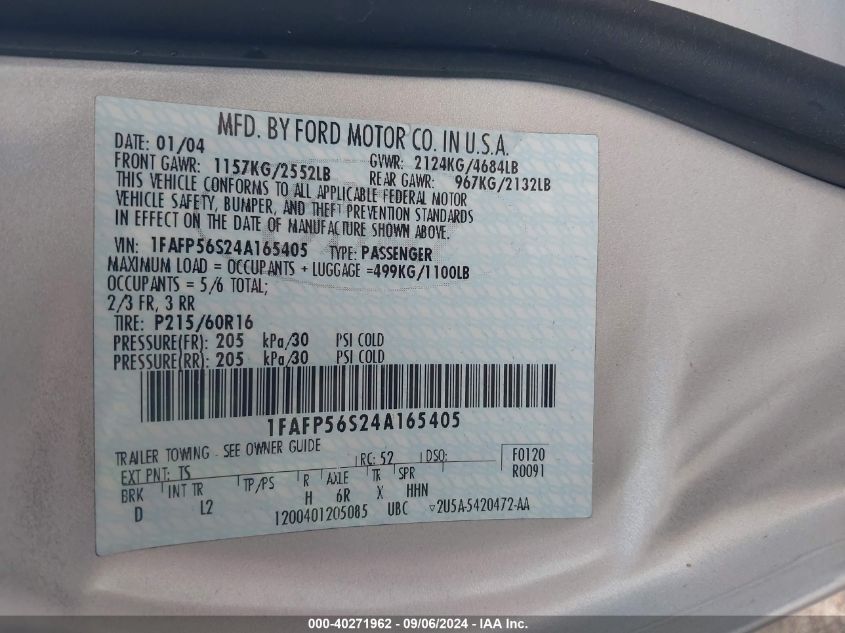 MFD. BY FORD MOTOR CO. IN U.S.A.
DATE: 01/04 GVWR: 2124KG/4684LB
FRONT GAWR: 1157KG/2552LB REAR GAWR: 967KG/2132LB
THIS VEHICLE CONFORMS TO ALL APPLICABLE FEDERAL MOTOR
VEHICLE SAFETY, BUMPER, AND THEFT PREVENTION STANDARDS
IN EFFECT ON THE DATE OF MANUFACTURE SHOWN ABOVE.
VIN: 1FAFP56S24A165405 TYPE: PASSENGER
MAXIMUM LOAD = OCCUPANTS + LUGGAGE =499KG/1100LB
OCCUPANTS = 5/6 TOTAL;
2/3 FR, 3 RR
TIRE: P215/60R16
PRESSURE(FR): 205 kPa/30 PSI COLD
PRESSURE(RR): 205 kPa/30 PSI COLD
1FAFP56S24A165405
TRAILER TOWING - SEE OWNER GUIDE
EXT PNT: TS RC: 52 DSO: F0120
R0091
BRK INT TR TP/PS R AXLE TR SPR
D L2 H 6R X HHN
1200401205085 UBC ▽2U5A-5420472-AA
000-40271962 - 09/06/2024 - IAA Inc.